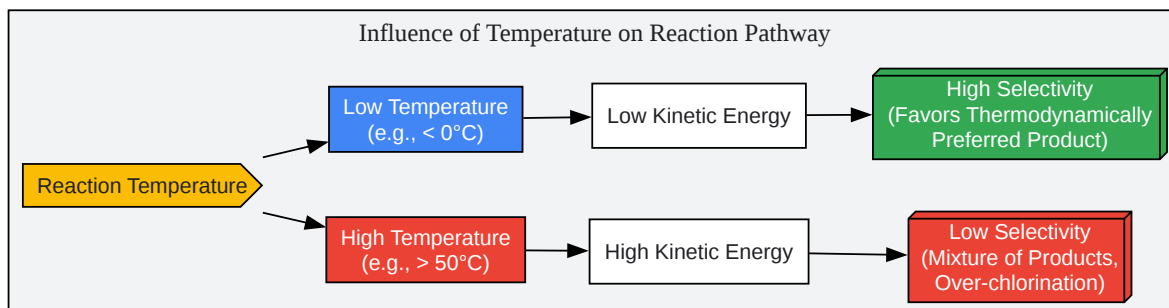 Influence of Temperature on Reaction Pathway
Reaction Temperature
Low Temperature
(e.g., < 0°C)
Low Kinetic Energy
High Selectivity
(Favors Thermodynamically
Preferred Product)
High Temperature
(e.g., > 50°C)
High Kinetic Energy
Low Selectivity
(Mixture of Products,
Over-chlorination)